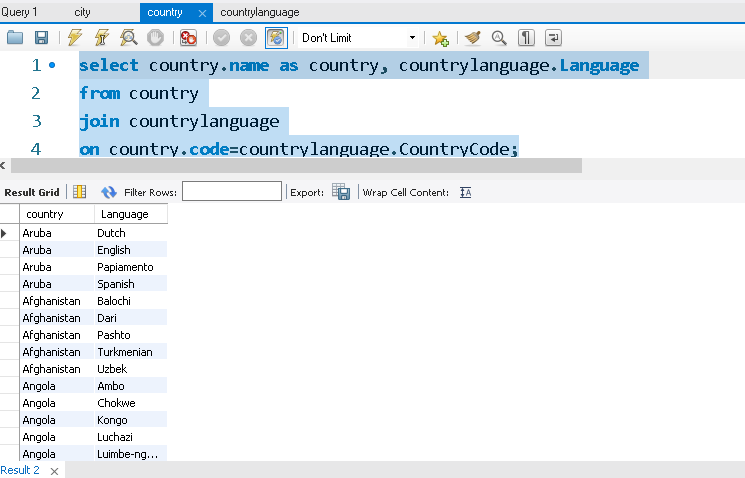 Query 1 city country countrylanguage
Don't Limit
1 select country.name as country, countrylanguage.Language
2 from country
3 join countrylanguage
4 on country.code=countrylanguage.CountryCode;
Result Grid Filter Rows: Export: Wrap Cell Content:
country Language
Aruba Dutch
Aruba English
Aruba Papiamento
Aruba Spanish
Afghanistan Balochi
Afghanistan Dari
Afghanistan Pashto
Afghanistan Turkmenian
Afghanistan Uzbek
Angola Ambo
Angola Chokwe
Angola Kongo
Angola Luchazi
Angola Luimbe-ng...
Result 2